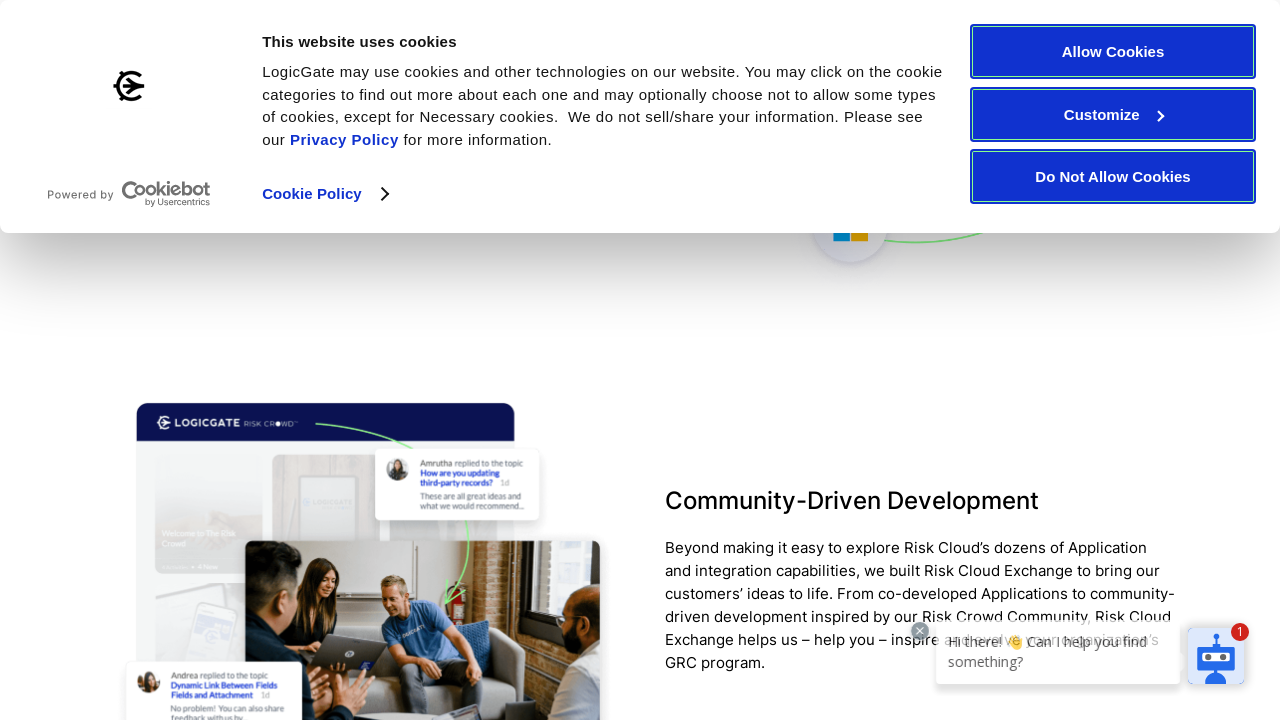 This website uses cookies
LogicGate may use cookies and other technologies on our website. You may click on the cookie
categories to find out more about each one and may optionally choose not to allow some types
of cookies, except for Necessary cookies.  We do not sell/share your information. Please see
our Privacy Policy for more information.
Powered by Cookiebot
by Usercentrics
Cookie Policy
Allow Cookies
Customize
Do Not Allow Cookies
LOGICGATE RISK CROWD™
Amrutha replied to the topic
How are you updating
third-party records? 1d
These are all great ideas and
what we would recommend...
LOGICGATE
Welcome to The Risk
Crowd
LOGICGATE
Andrea replied to the topic
Dynamic Link Between Fields
Fields and Attachment 1d
No problem! You can also share
feedback with us by
Community-Driven Development
Beyond making it easy to explore Risk Cloud’s dozens of Application
and integration capabilities, we built Risk Cloud Exchange to bring our
customers’ ideas to life. From co-developed Applications to community-
driven development inspired by our Risk Crowd Community, Risk Cloud
Exchange helps us – help you – inspire and evolve your organization’s
GRC program.
Hi there! 👋 Can I help you find
something?
1